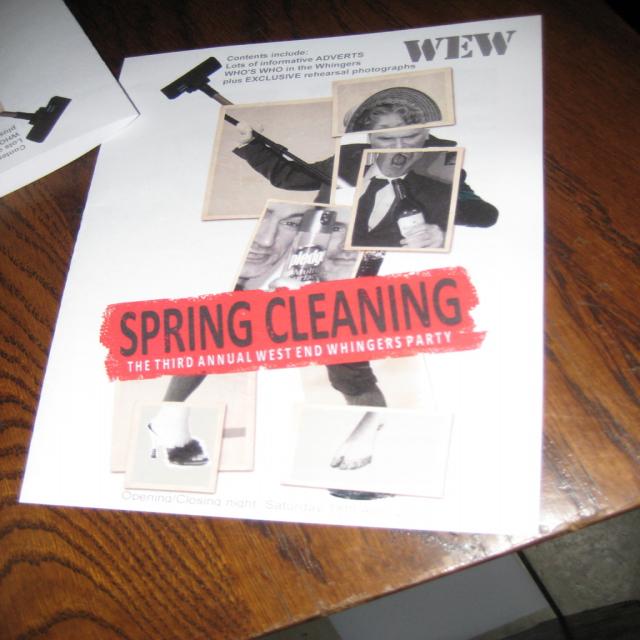 Contents include:
Lots of informative ADVERTS
WHO'S WHO in the Whingers
plus EXCLUSIVE rehearsal photographs
WEW
SPRING CLEANING
THE THIRD ANNUAL WEST END WHINGERS PARTY
Opening/Closing night: Saturday